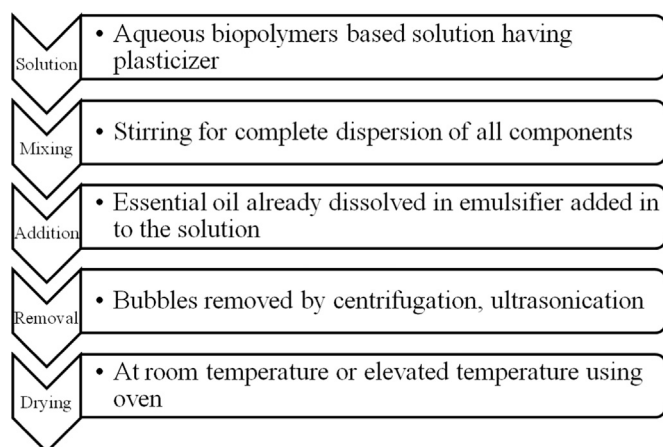 Solution
• Aqueous biopolymers based solution having
plasticizer
Mixing
• Stirring for complete dispersion of all components
Addition
• Essential oil already dissolved in emulsifier added in
to the solution
Removal
• Bubbles removed by centrifugation, ultrasonication
Drying
• At room temperature or elevated temperature using
oven